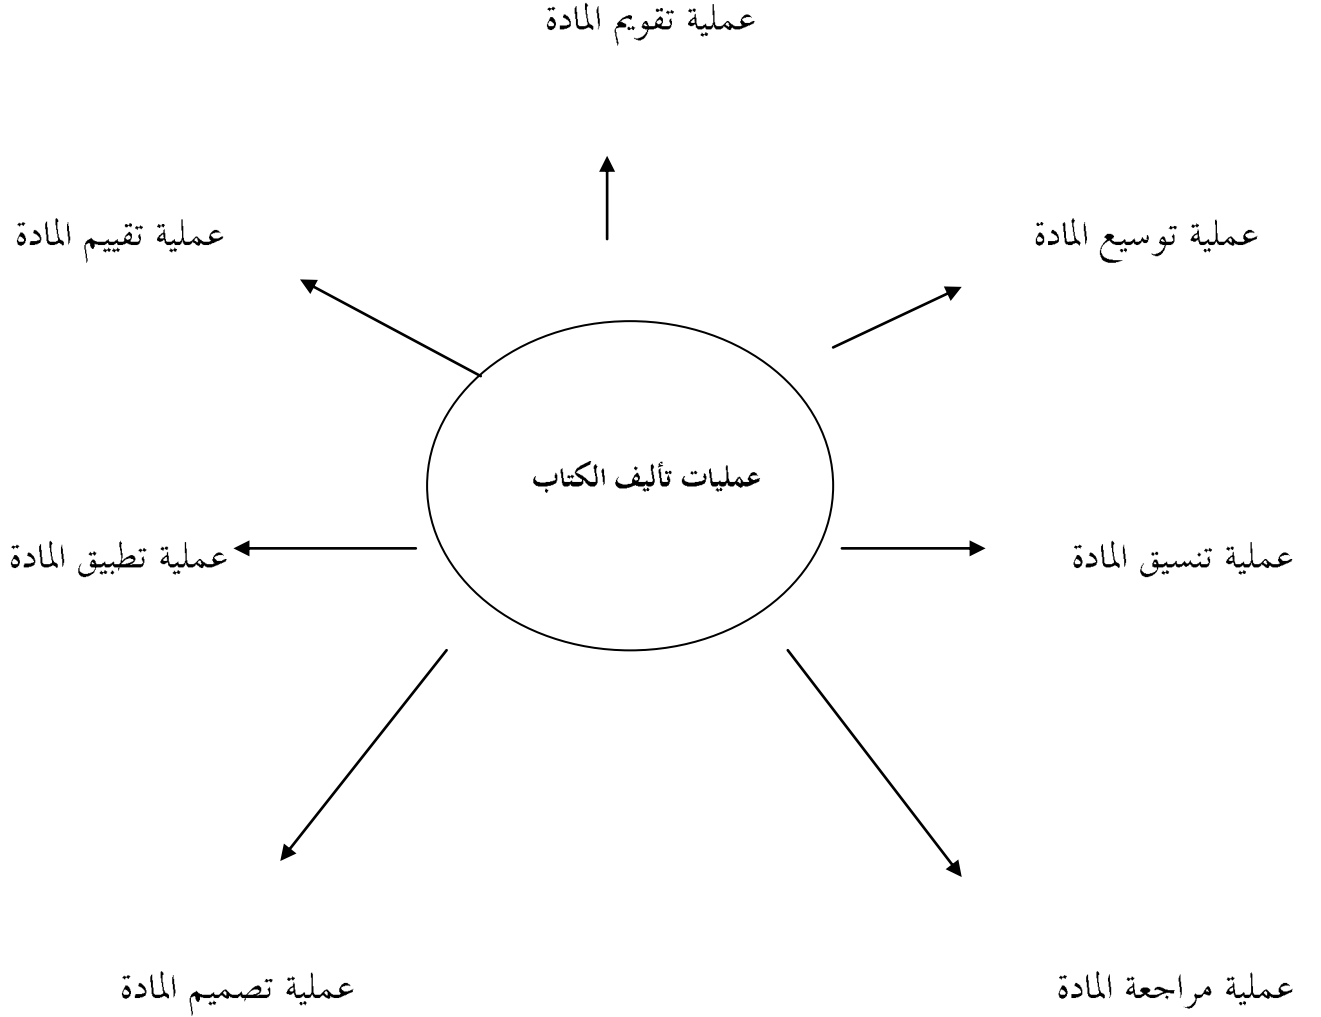 عملية تقويم المادة
عملية توسيع المادة
عملية تقييم المادة
عمليات تأليف الكتاب
عملية تنسيق المادة
عملية تطبيق المادة
عملية مراجعة المادة
عملية تصميم المادة